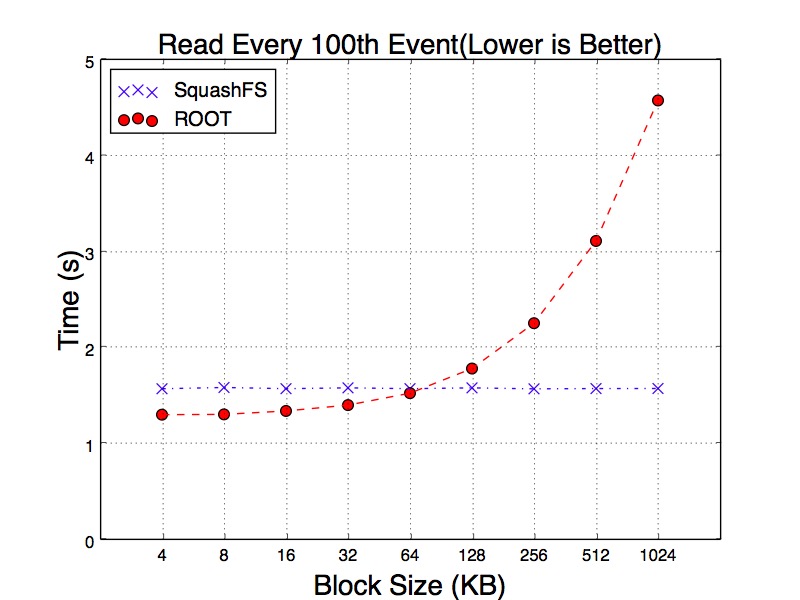 Read Every 100th Event(Lower is Better)
SquashFS
ROOT
5
4
3
2
1
0
Time (s)
4 8 16 32 64 128 256 512 1024
Block Size (KB)